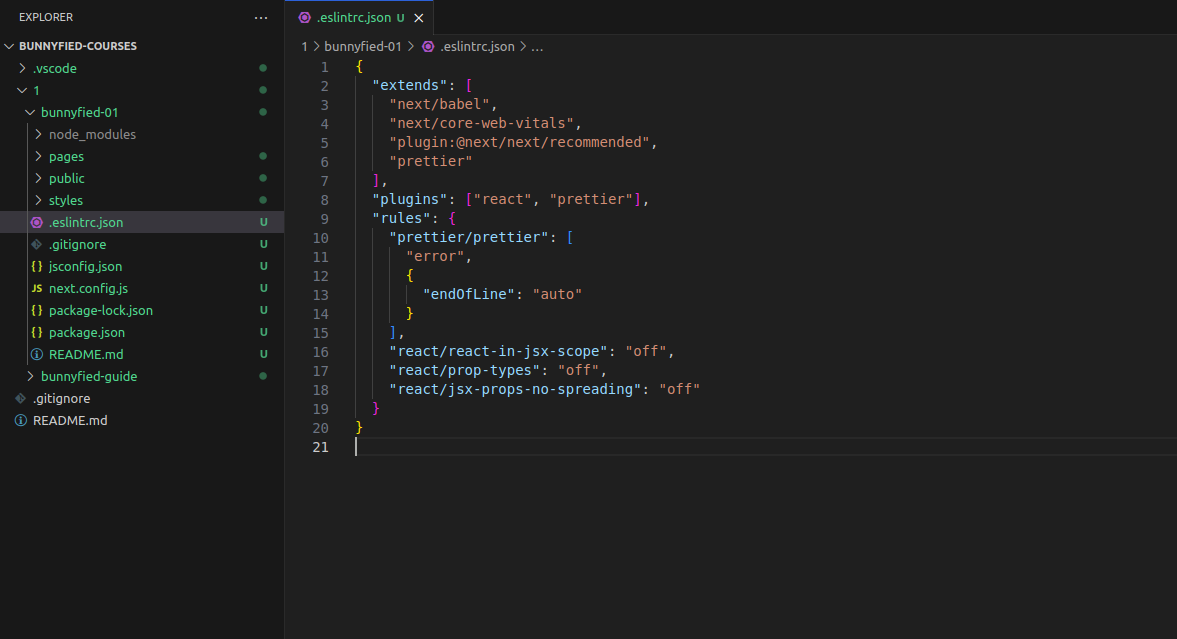 EXPLORER
BUNNYFIED-COURSES
.vscode
1
bunnyfied-01
node_modules
pages
public
styles
.eslintrc.json U
.gitignore U
{} jsconfig.json U
JS next.config.js U
{} package-lock.json U
{} package.json U
README.md U
bunnyfied-guide
.gitignore
README.md
.eslintrc.json U
1 > bunnyfied-01 > .eslintrc.json > ...
1 {
2 "extends": [
3 "next/babel",
4 "next/core-web-vitals",
5 "plugin:@next/next/recommended",
6 "prettier"
7 ],
8 "plugins": ["react", "prettier"],
9 "rules": {
10 "prettier/prettier": [
11 "error",
12 {
13 "endOfLine": "auto"
14 }
15 ],
16 "react/react-in-jsx-scope": "off",
17 "react/prop-types": "off",
18 "react/jsx-props-no-spreading": "off"
19 }
20 }
21